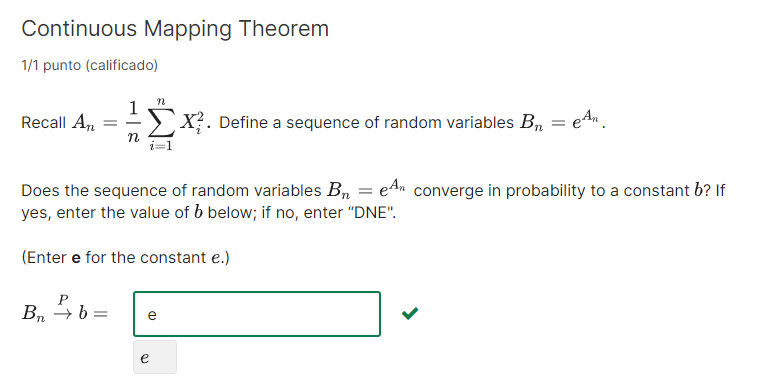 Continuous Mapping Theorem
1/1 punto (calificado)
Recall $A_n = \frac{1}{n} \sum_{i=1}^{n} X_i^2$. Define a sequence of random variables $B_n = e^{A_n}$.
Does the sequence of random variables $B_n = e^{A_n}$ converge in probability to a constant $b$? If
yes, enter the value of $b$ below; if no, enter “DNE".
(Enter e for the constant $e$.)
$B_n \xrightarrow{P} b =$ e
$e$